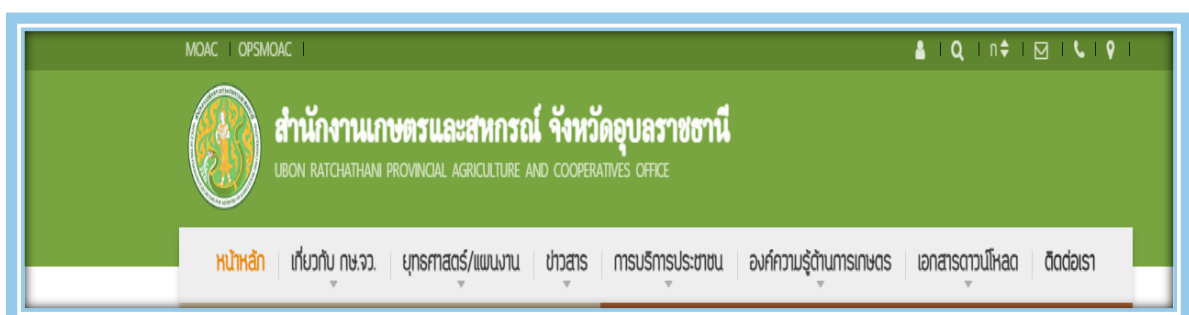 MOAC | OPSMOAC |
ก
สำนักงานเกษตรและสหกรณ์ จังหวัดอุบลราชธานี
UBON RATCHATHANI PROVINCIAL AGRICULTURE AND COOPERATIVES OFFICE
หน้าหลัก เกี่ยวกับ กษ.จว. ยุทธศาสตร์/แผนงาน ข่าวสาร การบริการประชาชน องค์ความรู้ด้านการเกษตร เอกสารดาวน์โหลด ติดต่อเรา